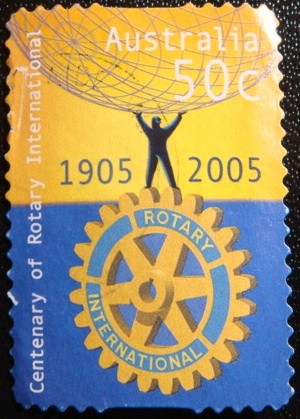 Australia
50c
Centenary of Rotary International
1905 2005
ROTARY
INTERNATIONAL